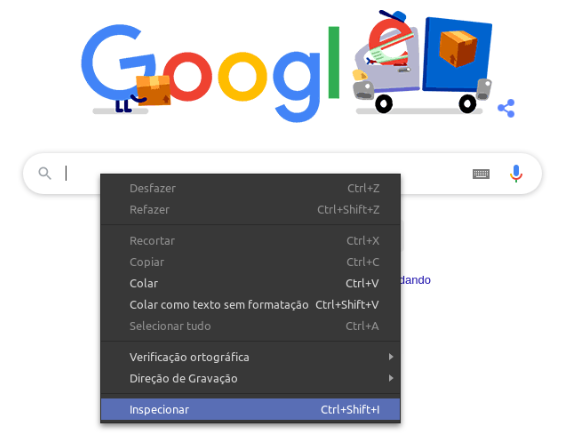 Google
Desfazer Ctrl+Z
Refazer Ctrl+Shift+Z
Recortar Ctrl+X
Copiar Ctrl+C
Colar Ctrl+V
dando
Colar como texto sem formatação Ctrl+Shift+V
Selecionar tudo Ctrl+A
Verificação ortográfica
Direção de Gravação
Inspecionar Ctrl+Shift+I